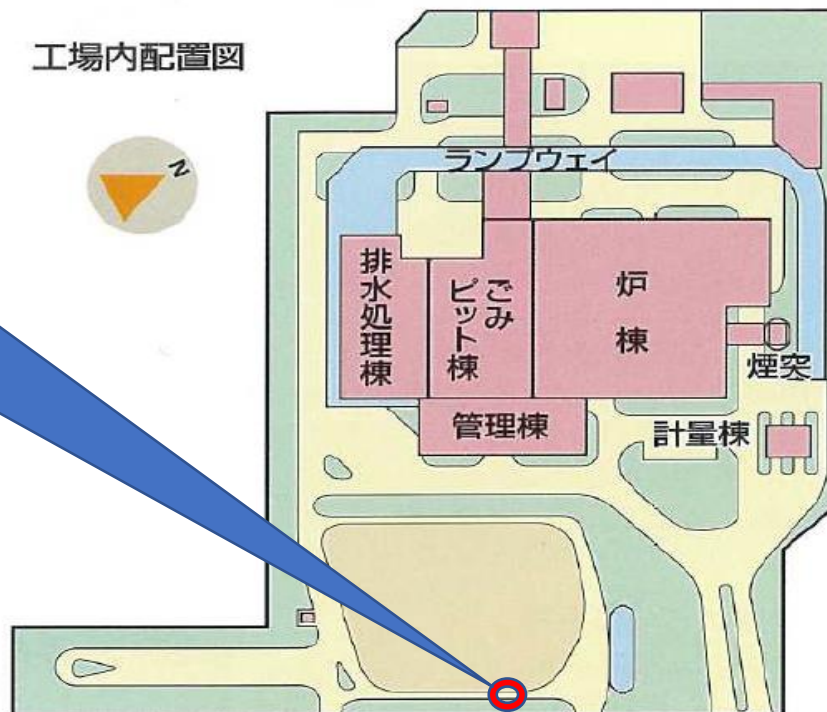 工場内配置図
N
ランプウェイ
排水処理棟
ごみ
ピット棟
炉棟
煙突
管理棟
計量棟